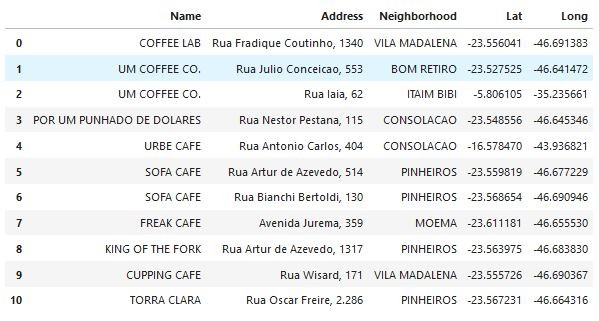 Name Address Neighborhood Lat Long
0 COFFEE LAB Rua Fradique Coutinho, 1340 VILA MADALENA -23.556041 -46.691383
1 UM COFFEE CO. Rua Julio Conceicao, 553 BOM RETIRO -23.527525 -46.641472
2 UM COFFEE CO. Rua Iaia, 62 ITAIM BIBI -5.806105 -35.235661
3 POR UM PUNHADO DE DOLARES Rua Nestor Pestana, 115 CONSOLACAO -23.548556 -46.645346
4 URBE CAFE Rua Antonio Carlos, 404 CONSOLACAO -16.578470 -43.936821
5 SOFA CAFE Rua Artur de Azevedo, 514 PINHEIROS -23.559819 -46.677229
6 SOFA CAFE Rua Bianchi Bertoldi, 130 PINHEIROS -23.568654 -46.690946
7 FREAK CAFE Avenida Jurema, 359 MOEMA -23.611181 -46.655530
8 KING OF THE FORK Rua Artur de Azevedo, 1317 PINHEIROS -23.563975 -46.683830
9 CUPPING CAFE Rua Wisard, 171 VILA MADALENA -23.555726 -46.690367
10 TORRA CLARA Rua Oscar Freire, 2.286 PINHEIROS -23.567231 -46.664316